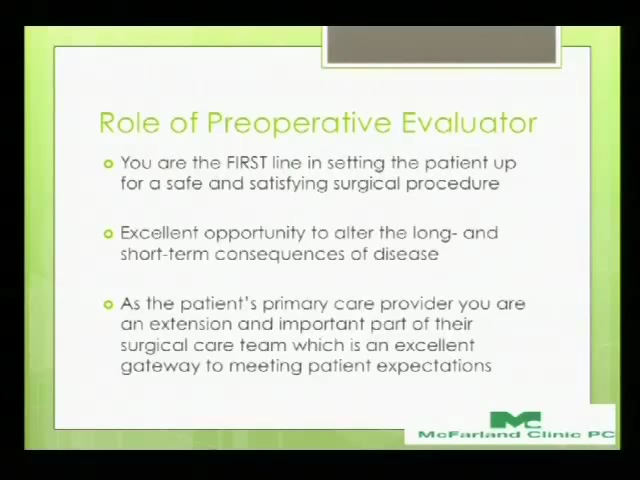 Role of Preoperative Evaluator
You are the FIRST line in setting the patient up
for a safe and satisfying surgical procedure
Excellent opportunity to alter the long- and
short-term consequences of disease
As the patient's primary care provider you are
an extension and important part of their
surgical care team which is an excellent
gateway to meeting patient expectations
MC
McFarland Clinic PC